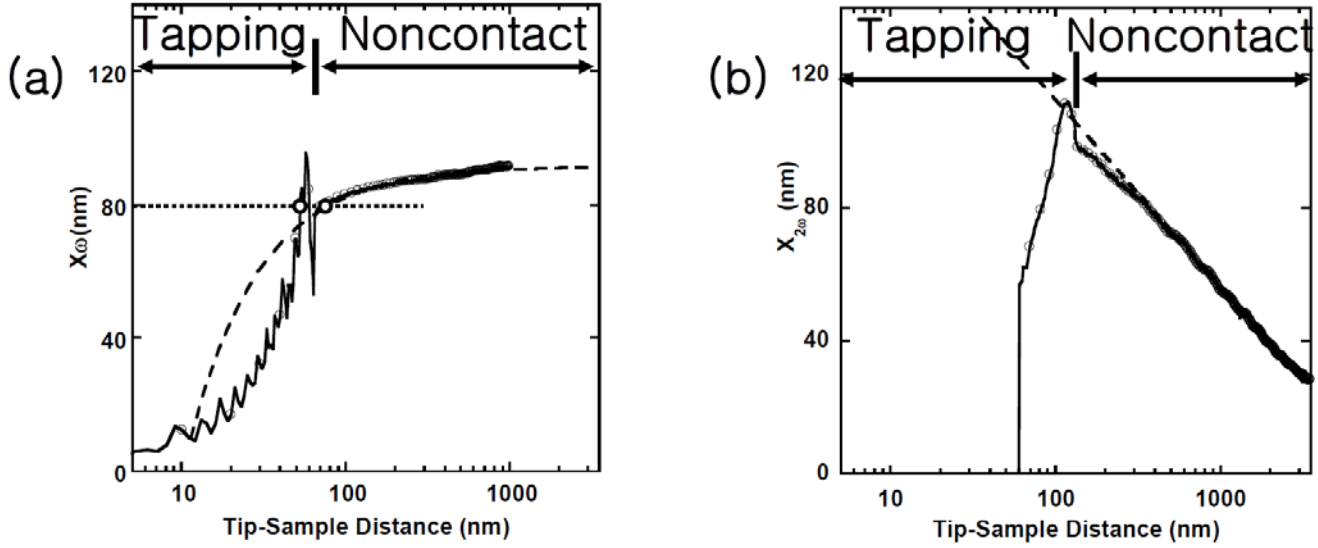 (a)
Tapping
Noncontact
120
80
40
0
Xω(nm)
10
100
1000
Tip-Sample Distance (nm)
(b)
Tapping
Noncontact
120
80
40
0
X2ω (nm)
10
100
1000
Tip-Sample Distance (nm)